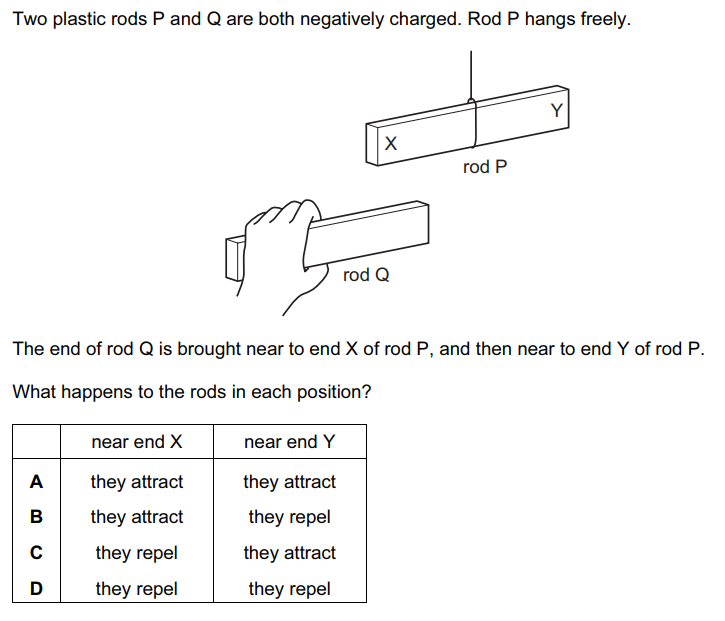 Two plastic rods P and Q are both negatively charged. Rod P hangs freely.
Y
X
rod P
rod Q
The end of rod Q is brought near to end X of rod P, and then near to end Y of rod P.
What happens to the rods in each position?
near end X near end Y
A they attract they attract
B they attract they repel
C they repel they attract
D they repel they repel